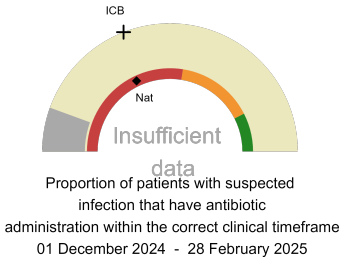 ICB
Nat
Insufficient
data
Proportion of patients with suspected
infection that have antibiotic
administration within the correct clinical timeframe
01 December 2024 - 28 February 2025